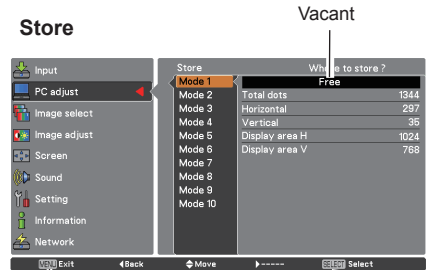 Vacant
Store
Input
PC adjust
Image select
Image adjust
Screen
Sound
Setting
Information
Network
Store
Mode 1
Mode 2
Mode 3
Mode 4
Mode 5
Mode 6
Mode 7
Mode 8
Mode 9
Mode 10
Where to store ?
Free
Total dots 1344
Horizontal 297
Vertical 35
Display area H 1024
Display area V 768
MENU Exit ◀Back ◆Move ▶----- SELECT Select